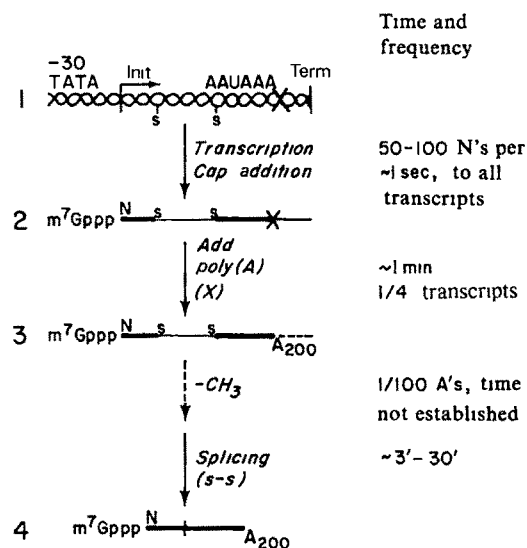 Time and
frequency
-30 Init AAUAAA Term
TATA
1
s s
Transcription
Cap addition
50-100 N's per
~1 sec, to all
transcripts
2 m⁷Gppp N s s X
Add
poly(A)
(X)
~1 min
1/4 transcripts
3 m⁷Gppp N s s A₂₀₀
-CH₃
1/100 A's, time
not established
Splicing
(s-s)
~3'-30'
4 m⁷Gppp N A₂₀₀